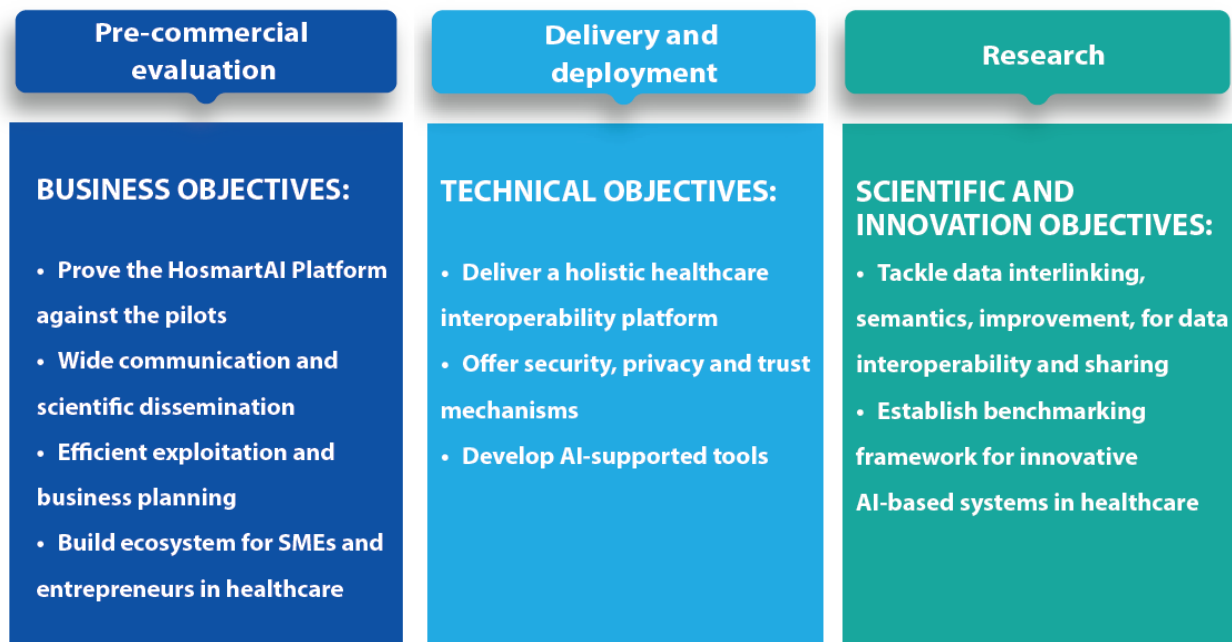 Pre-commercial
evaluation
BUSINESS OBJECTIVES:
• Prove the HosmartAI Platform
against the pilots
• Wide communication and
scientific dissemination
• Efficient exploitation and
business planning
• Build ecosystem for SMEs and
entrepreneurs in healthcare
Delivery and
deployment
TECHNICAL OBJECTIVES:
• Deliver a holistic healthcare
interoperability platform
• Offer security, privacy and trust
mechanisms
• Develop AI-supported tools
Research
SCIENTIFIC AND
INNOVATION OBJECTIVES:
• Tackle data interlinking,
semantics, improvement, for data
interoperability and sharing
• Establish benchmarking
framework for innovative
AI-based systems in healthcare